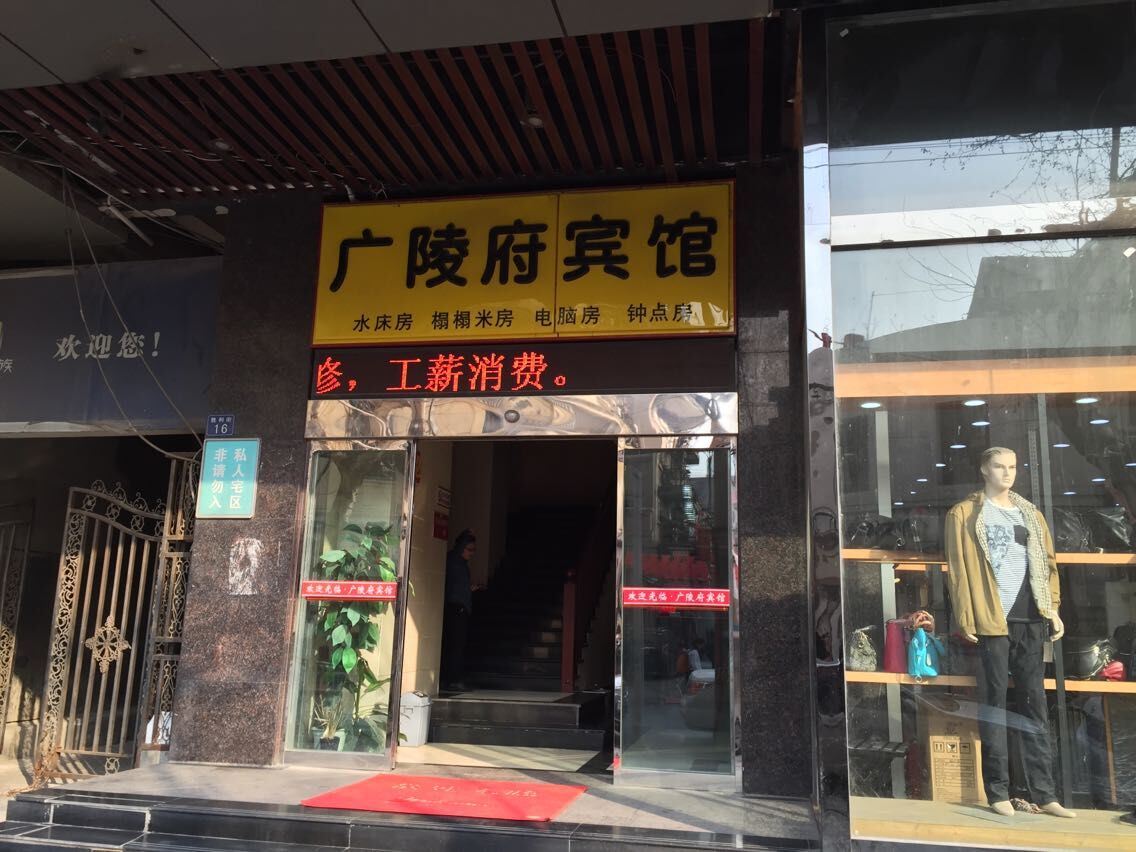 广陵府宾馆
水床房 榻榻米房 电脑房 钟点房
修，工薪消费。
族 欢迎您！
胜利街
16
私人宅区
非请勿入
欢迎光临·广陵府宾馆
欢迎光临·广陵府宾馆